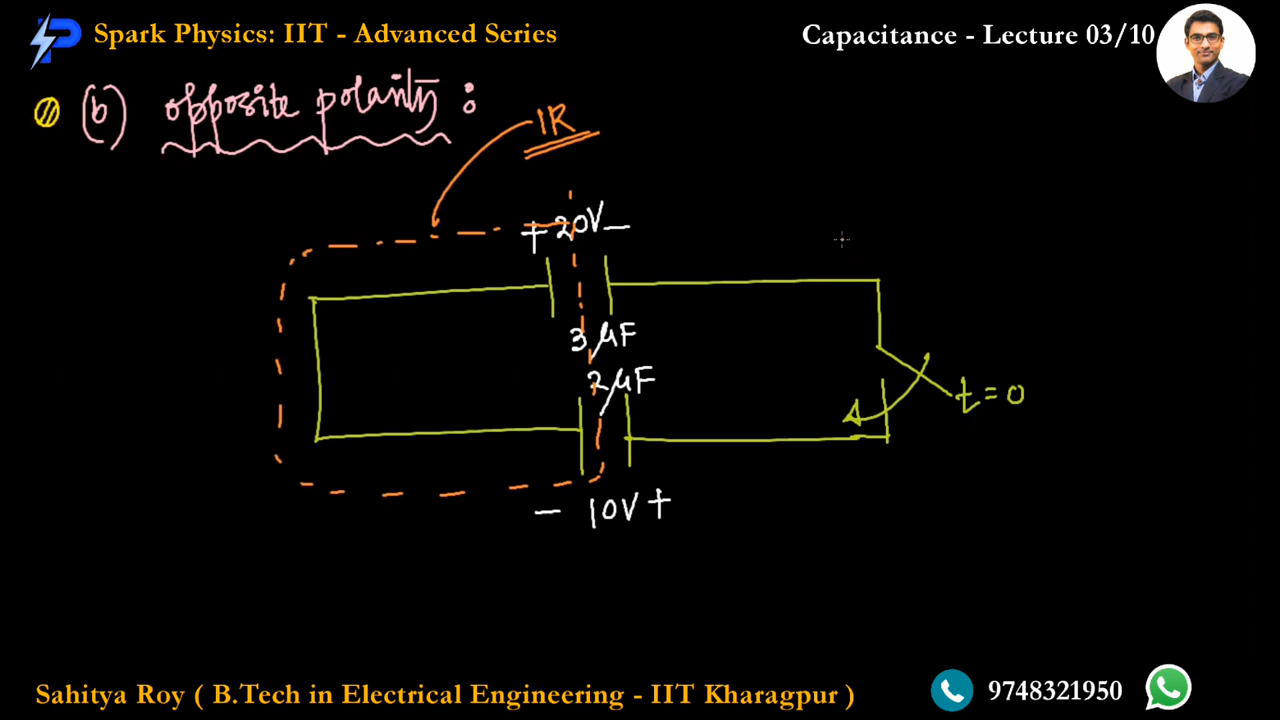 Spark Physics: IIT - Advanced Series
Capacitance - Lecture 03/10
(b) opposite polarity :
IR
+ 20V -
3 μF
2 μF
t = 0
- 10V +
Sahitya Roy ( B.Tech in Electrical Engineering - IIT Kharagpur )
9748321950